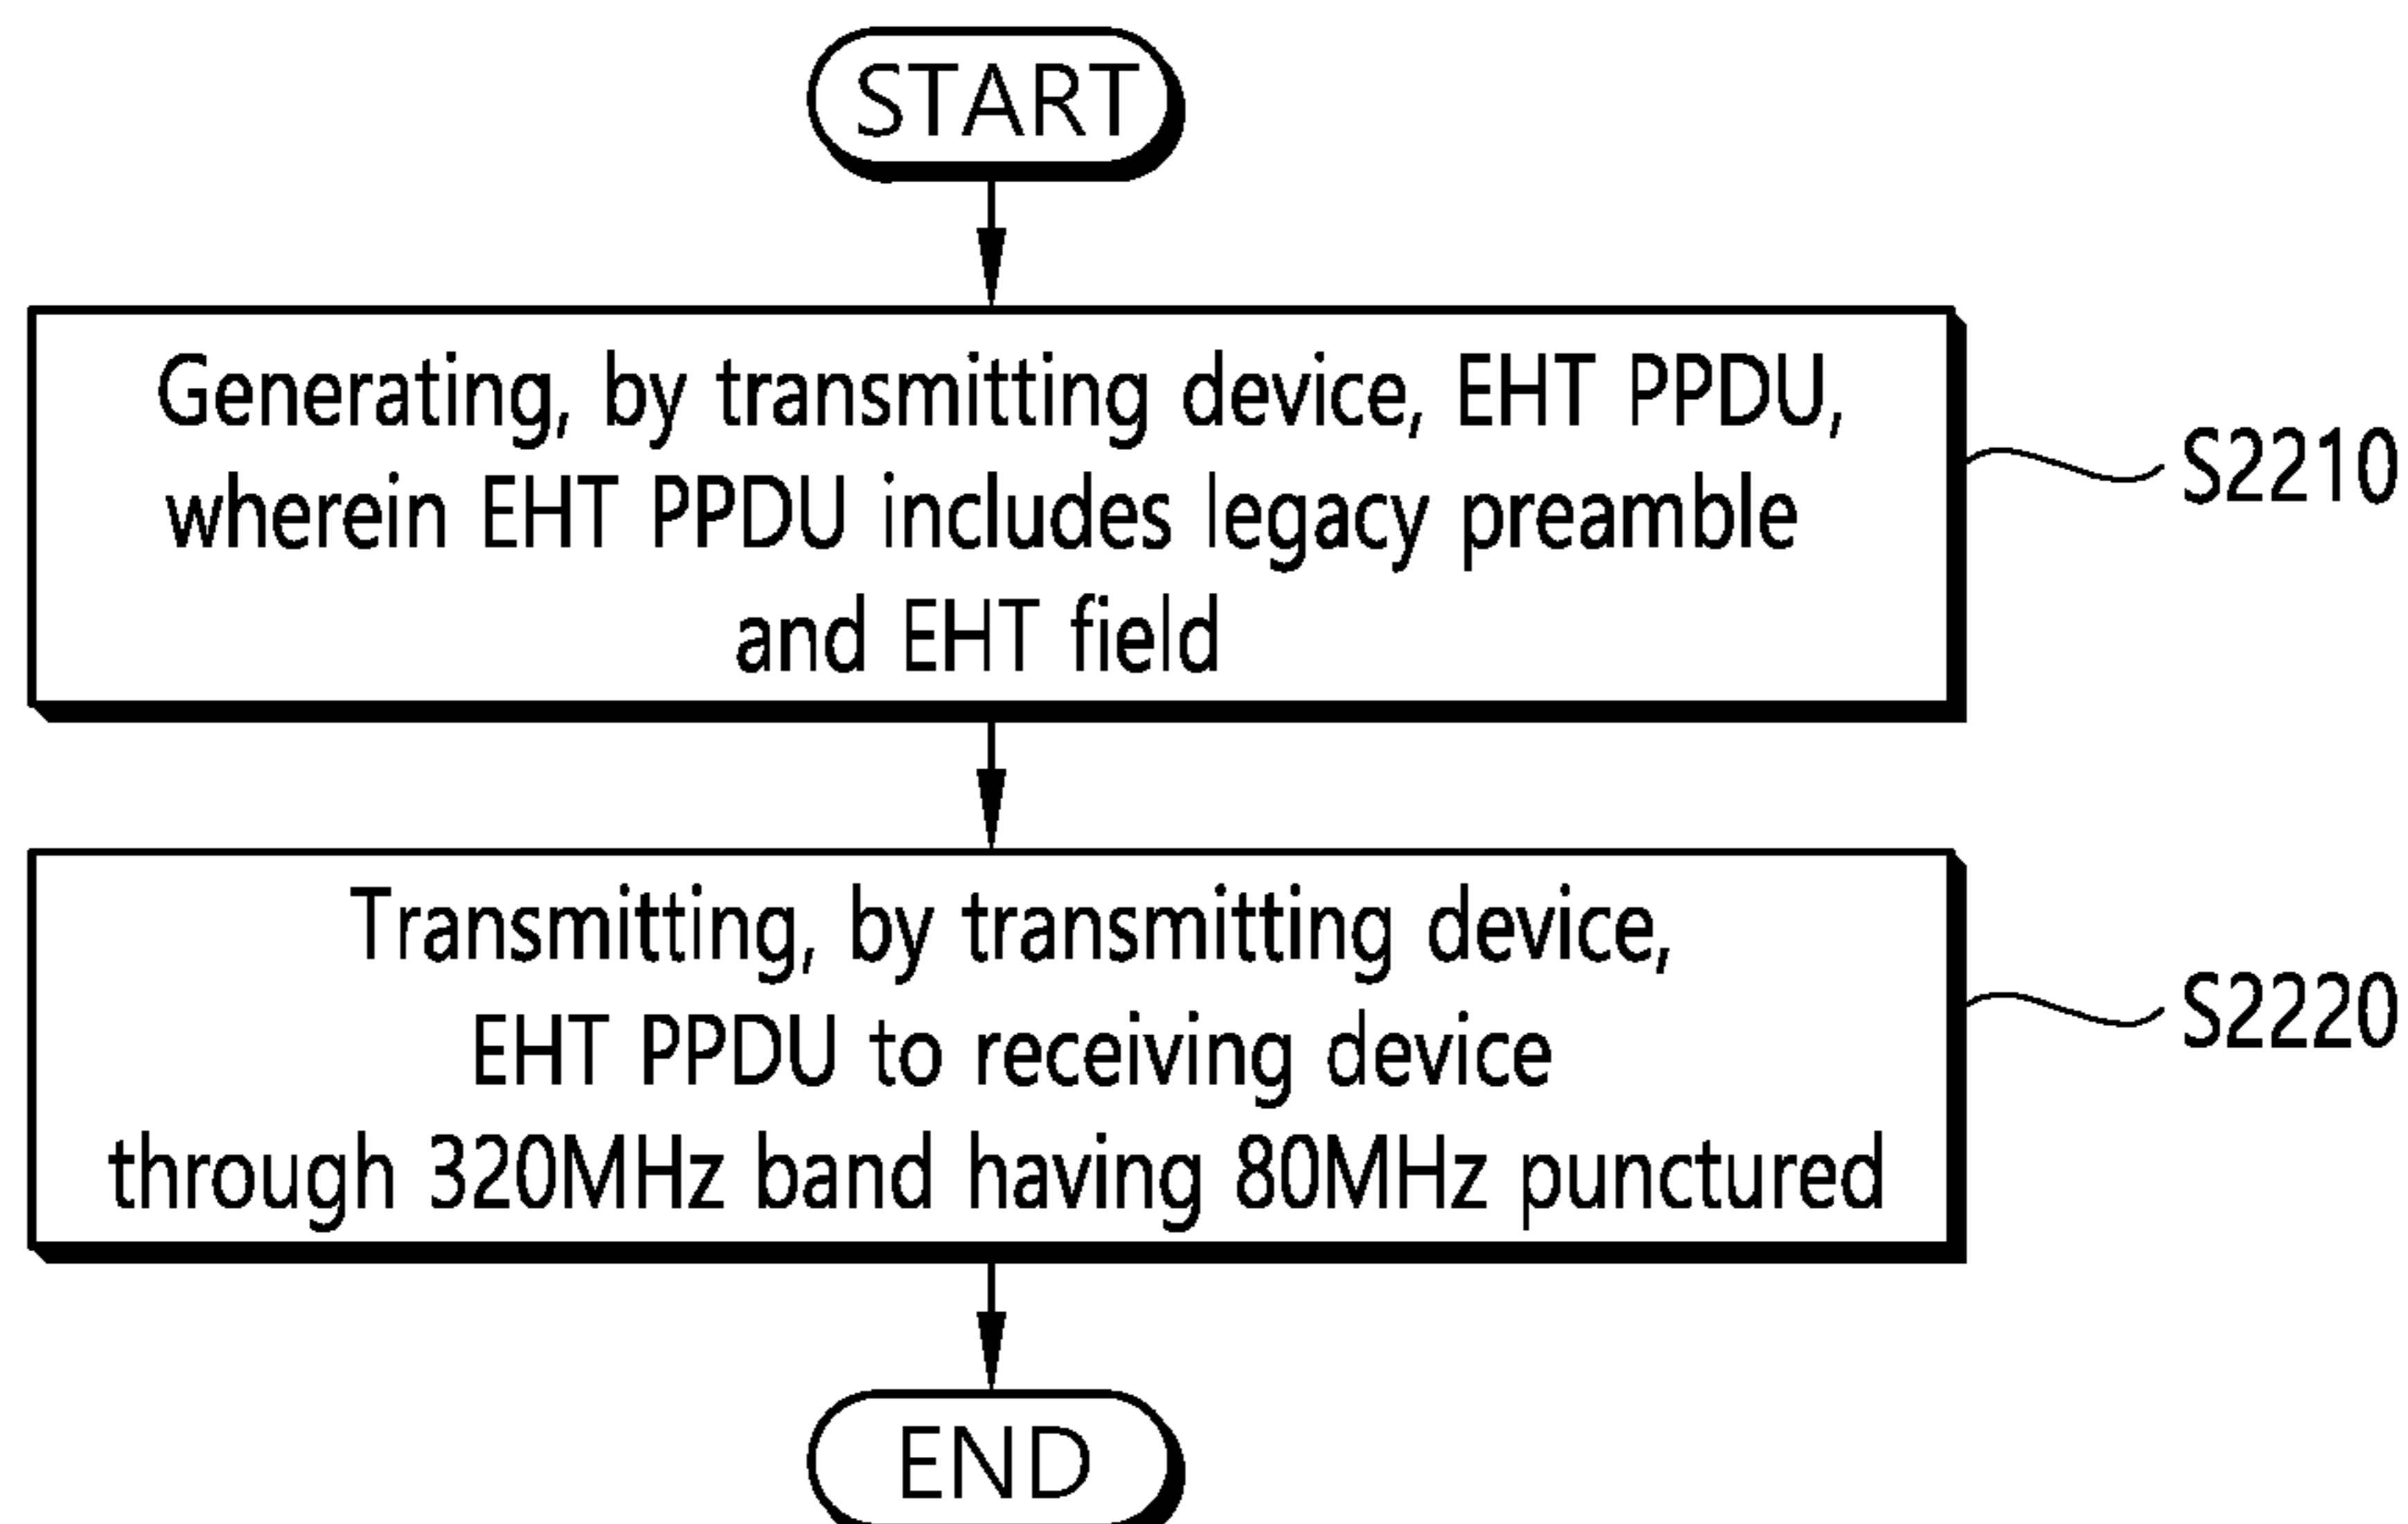 START
Generating, by transmitting device, EHT PPDU,
wherein EHT PPDU includes legacy preamble
and EHT field
S2210
Transmitting, by transmitting device,
EHT PPDU to receiving device
through 320MHz band having 80MHz punctured
S2220
END